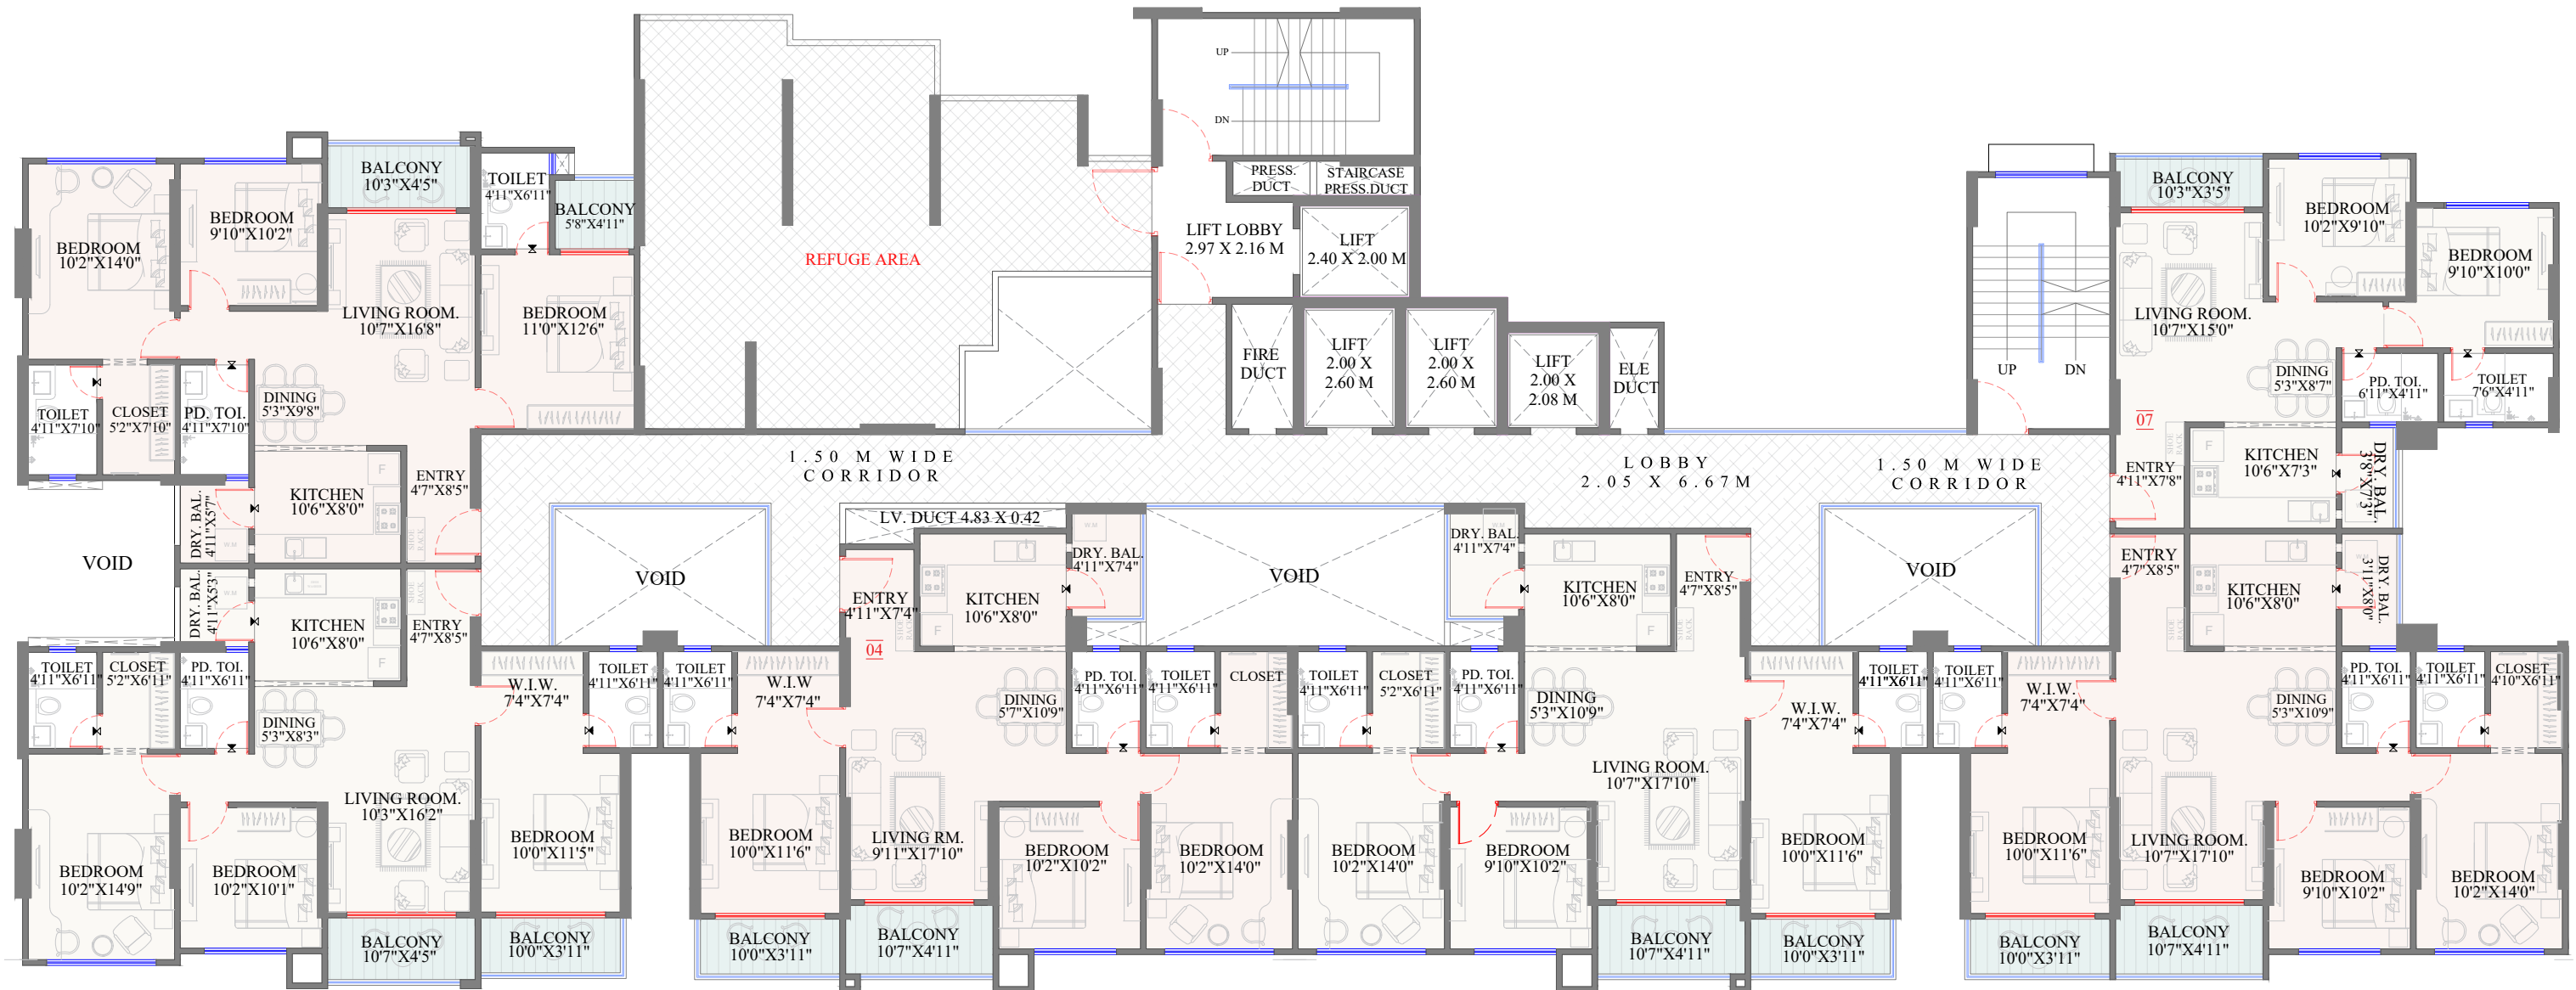 UP
DN
PRESS.
DUCT
STAIRCASE
PRESS.DUCT
LIFT LOBBY
2.97 X 2.16 M
LIFT
2.40 X 2.00 M
REFUGE AREA
FIRE
DUCT
LIFT
2.00 X
2.60 M
LIFT
2.00 X
2.60 M
LIFT
2.00 X
2.08 M
ELE
DUCT
UP
DN
1.50 M WIDE
CORRIDOR
LOBBY
2.05 X 6.67M
1.50 M WIDE
CORRIDOR
BALCONY
10'3"X4'5"
TOILET
4'11"X6'11"
BALCONY
5'8"X4'11"
BEDROOM
10'2"X14'0"
BEDROOM
9'10"X10'2"
LIVING ROOM.
10'7"X16'8"
BEDROOM
11'0"X12'6"
TOILET
4'11"X7'10"
CLOSET
5'2"X7'10"
PD. TOI.
4'11"X7'10"
DINING
5'3"X9'8"
KITCHEN
10'6"X8'0"
F
ENTRY
4'7"X8'5"
SHOE
RACK
DRY. BAL.
4'11"X5'7"
WM
VOID
DRY. BAL.
4'11"X5'3"
WM
KITCHEN
10'6"X8'0"
F
ENTRY
4'7"X8'5"
SHOE
RACK
TOILET
4'11"X6'11"
CLOSET
5'2"X6'11"
PD. TOI.
4'11"X6'11"
DINING
5'3"X8'3"
W.I.W.
7'4"X7'4"
TOILET
4'11"X6'11"
LIVING ROOM.
10'3"X16'2"
BEDROOM
10'2"X14'9"
BEDROOM
10'2"X10'1"
BEDROOM
10'0"X11'5"
BALCONY
10'7"X4'5"
BALCONY
10'0"X3'11"
VOID
LV. DUCT 4.83 X 0.42
ENTRY
4'11"X7'4"
SHOE
RACK
04
KITCHEN
10'6"X8'0"
F
DRY. BAL.
4'11"X7'4"
WM
TOILET
4'11"X6'11"
W.I.W
7'4"X7'4"
DINING
5'7"X10'9"
PD. TOI.
4'11"X6'11"
TOILET
4'11"X6'11"
CLOSET
BEDROOM
10'0"X11'6"
LIVING RM.
9'11"X17'10"
BEDROOM
10'2"X10'2"
BEDROOM
10'2"X14'0"
BALCONY
10'0"X3'11"
BALCONY
10'7"X4'11"
VOID
DRY. BAL.
4'11"X7'4"
WM
KITCHEN
10'6"X8'0"
F
ENTRY
4'7"X8'5"
SHOE
RACK
TOILET
4'11"X6'11"
CLOSET
5'2"X6'11"
PD. TOI.
4'11"X6'11"
DINING
5'3"X10'9"
LIVING ROOM.
10'7"X17'10"
W.I.W.
7'4"X7'4"
TOILET
4'11"X6'11"
BEDROOM
10'2"X14'0"
BEDROOM
9'10"X10'2"
BEDROOM
10'0"X11'6"
BALCONY
10'7"X4'11"
BALCONY
10'0"X3'11"
VOID
BALCONY
10'3"X3'5"
BEDROOM
10'2"X9'10"
BEDROOM
9'10"X10'0"
LIVING ROOM.
10'7"X15'0"
DINING
5'3"X8'7"
PD. TOI.
6'11"X4'11"
TOILET
7'6"X4'11"
07
SHOE
RACK
KITCHEN
10'6"X7'3"
F
ENTRY
4'11"X7'8"
DRY. BAL.
3'8"X7'3"
ENTRY
4'7"X8'5"
SHOE
RACK
KITCHEN
10'6"X8'0"
F
DRY. BAL.
3'11"X8'0"
WM
TOILET
4'11"X6'11"
W.I.W.
7'4"X7'4"
DINING
5'3"X10'9"
PD. TOI.
4'11"X6'11"
TOILET
4'11"X6'11"
CLOSET
4'10"X6'11"
BEDROOM
10'0"X11'6"
LIVING ROOM.
10'7"X17'10"
BEDROOM
9'10"X10'2"
BEDROOM
10'2"X14'0"
BALCONY
10'0"X3'11"
BALCONY
10'7"X4'11"